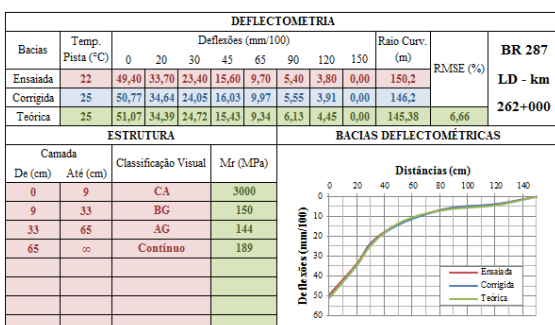 DEFLECTOMETRIA
Bacias Temp. Pista (°C) Deflexões (mm/100) Raio Curv. (m) RMSE (%) BR 287 LD - km 262+000
0 20 30 45 65 90 120 150
Ensaiada 22 49,40 33,70 23,40 15,60 9,70 5,40 3,80 0,00 150,2
Corrigida 25 50,77 34,64 24,05 16,03 9,97 5,55 3,91 0,00 146,2
Teórica 25 51,07 34,39 24,72 15,43 9,34 6,13 4,45 0,00 145,38 6,66
ESTRUTURA
Camada Classificação Visual Mr (MPa)
De (cm) Até (cm)
0 9 CA 3000
9 33 BG 150
33 65 AG 144
65 ∞ Contínuo 189
BACIAS DEFLECTOMÉTRICAS
Distâncias (cm)
0 20 40 60 80 100 120 140
Deflexões (mm/100)
0
10
20
30
40
50
60
Ensaiada
Corrigida
Teórica